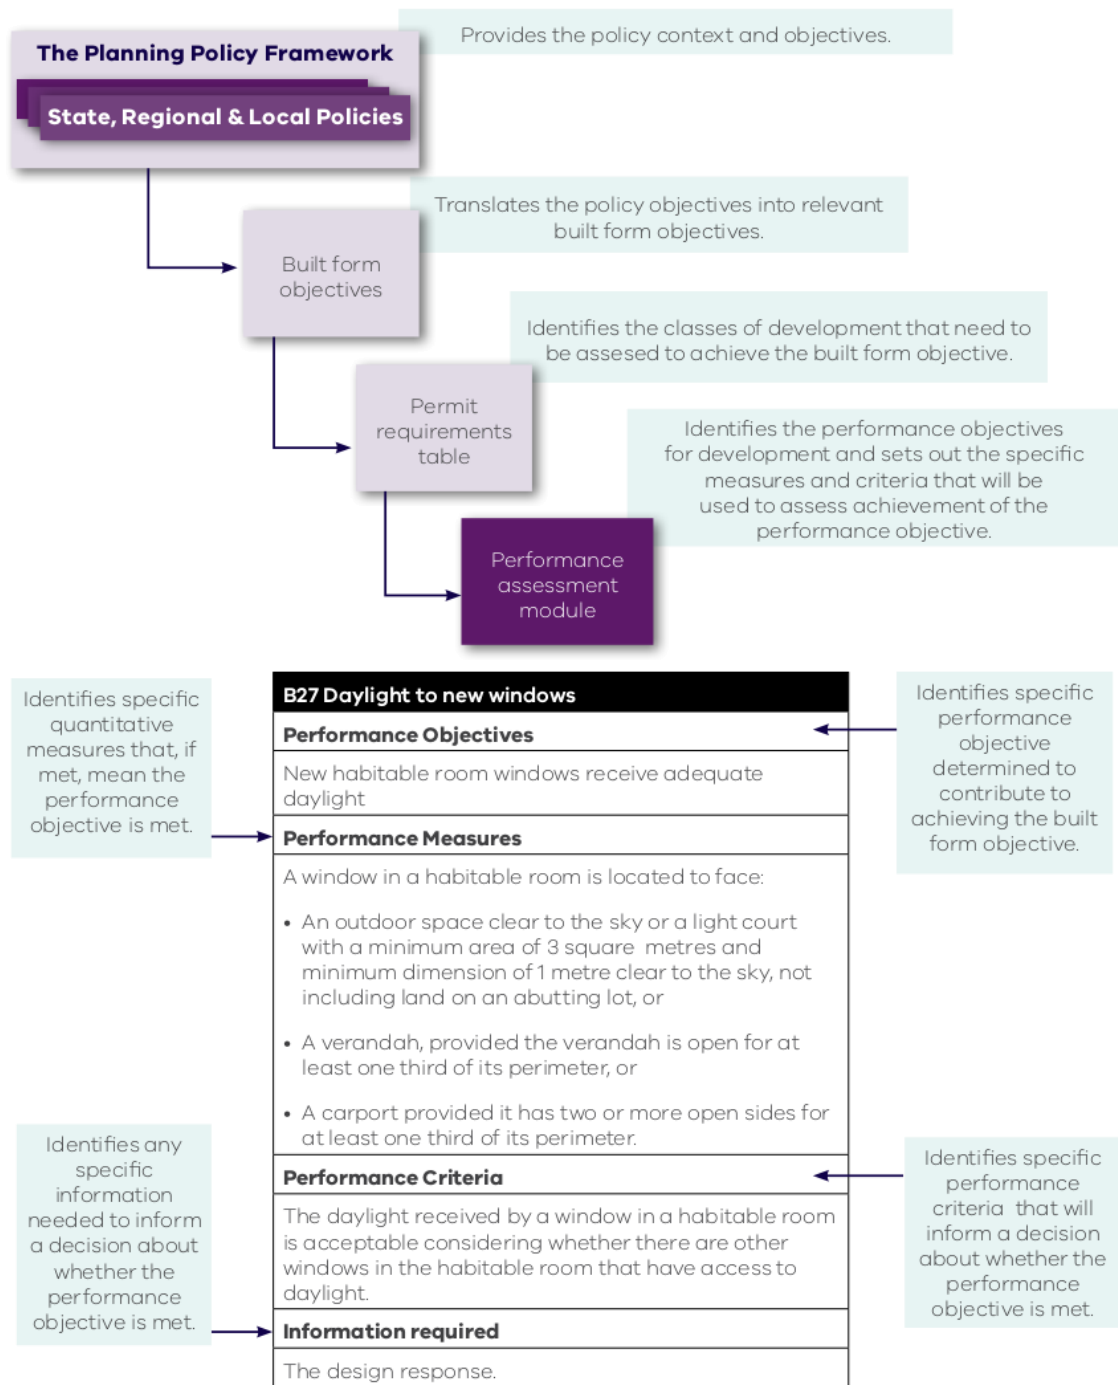 The Planning Policy Framework
State, Regional & Local Policies
Provides the policy context and objectives.
Translates the policy objectives into relevant
built form objectives.
Built form
objectives
Identifies the classes of development that need to
be assesed to achieve the built form objective.
Permit
requirements
table
Identifies the performance objectives
for development and sets out the specific
measures and criteria that will be
used to assess achievement of the
performance objective.
Performance
assessment
module
Identifies specific
quantitative
measures that, if
met, mean the
performance
objective is met.
B27 Daylight to new windows
Performance Objectives
New habitable room windows receive adequate
daylight
Identifies specific
performance
objective
determined to
contribute to
achieving the built
form objective.
Performance Measures
A window in a habitable room is located to face:
• An outdoor space clear to the sky or a light court
with a minimum area of 3 square metres and
minimum dimension of 1 metre clear to the sky, not
including land on an abutting lot, or
• A verandah, provided the verandah is open for at
least one third of its perimeter, or
• A carport provided it has two or more open sides for
at least one third of its perimeter.
Identifies any
specific
information
needed to inform
a decision about
whether the
performance
objective is met.
Performance Criteria
The daylight received by a window in a habitable room
is acceptable considering whether there are other
windows in the habitable room that have access to
daylight.
Identifies specific
performance
criteria that will
inform a decision
about whether the
performance
objective is met.
Information required
The design response.